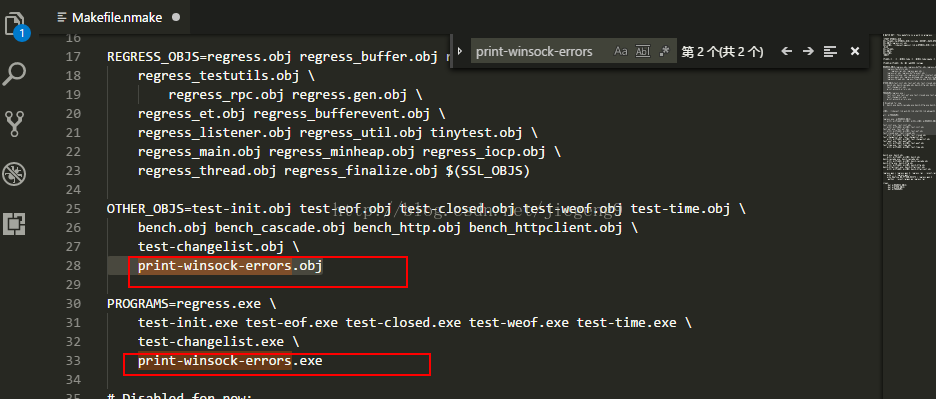 Makefile.nmake
1
print-winsock-errors Aa Abl .* 第 2 个(共 2 个)
16
17 REGRESS_OBJS=regress.obj regress_buffer.obj
18 regress_testutils.obj \
19 regress_rpc.obj regress.gen.obj \
20 regress_et.obj regress_bufferevent.obj \
21 regress_listener.obj regress_util.obj tinytest.obj \
22 regress_main.obj regress_minheap.obj regress_iocp.obj \
23 regress_thread.obj regress_finalize.obj $(SSL_OBJS)
24
25 OTHER_OBJS=test-init.obj test-eof.obj test-closed.obj test-weof.obj test-time.obj \
26 bench.obj bench_cascade.obj bench_http.obj bench_httpclient.obj \
27 test-changelist.obj \
28 print-winsock-errors.obj
29
30 PROGRAMS=regress.exe \
31 test-init.exe test-eof.exe test-closed.exe test-weof.exe test-time.exe \
32 test-changelist.exe \
33 print-winsock-errors.exe
34
35 # Disabled for now: